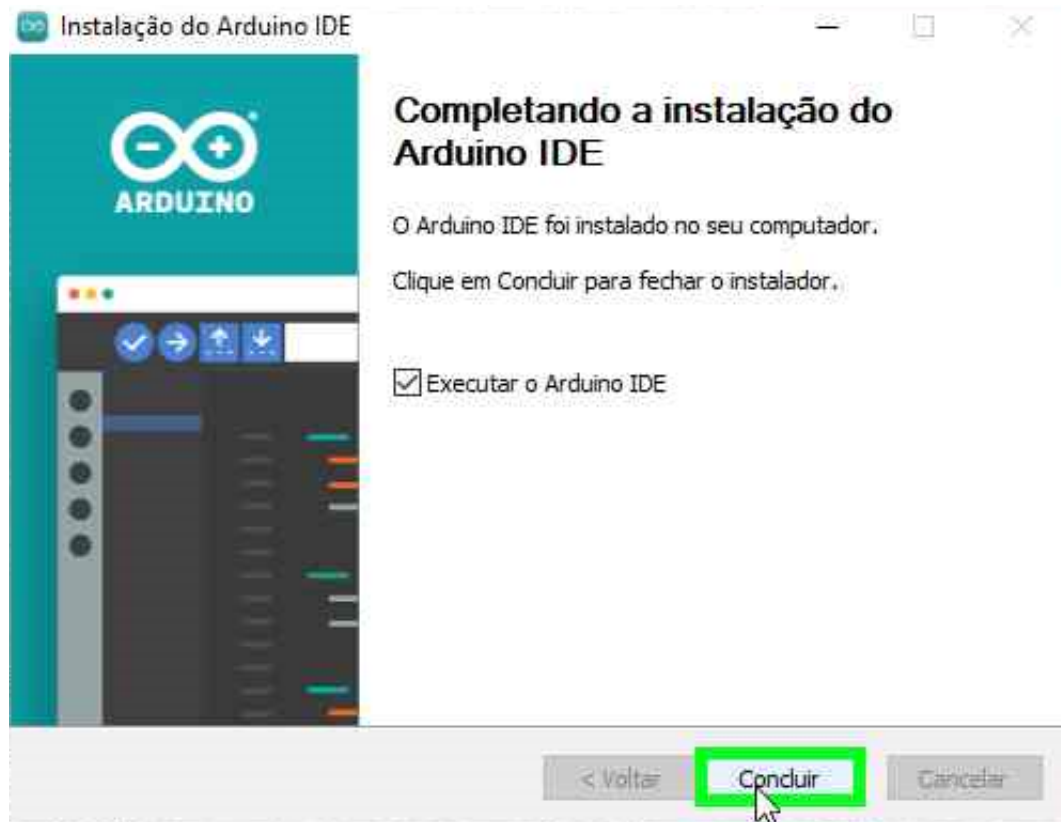 Instalação do Arduino IDE
ARDUINO
Completando a instalação do
Arduino IDE
O Arduino IDE foi instalado no seu computador.
Clique em Concluir para fechar o instalador.
Executar o Arduino IDE
< Voltar
Concluir
Cancelar